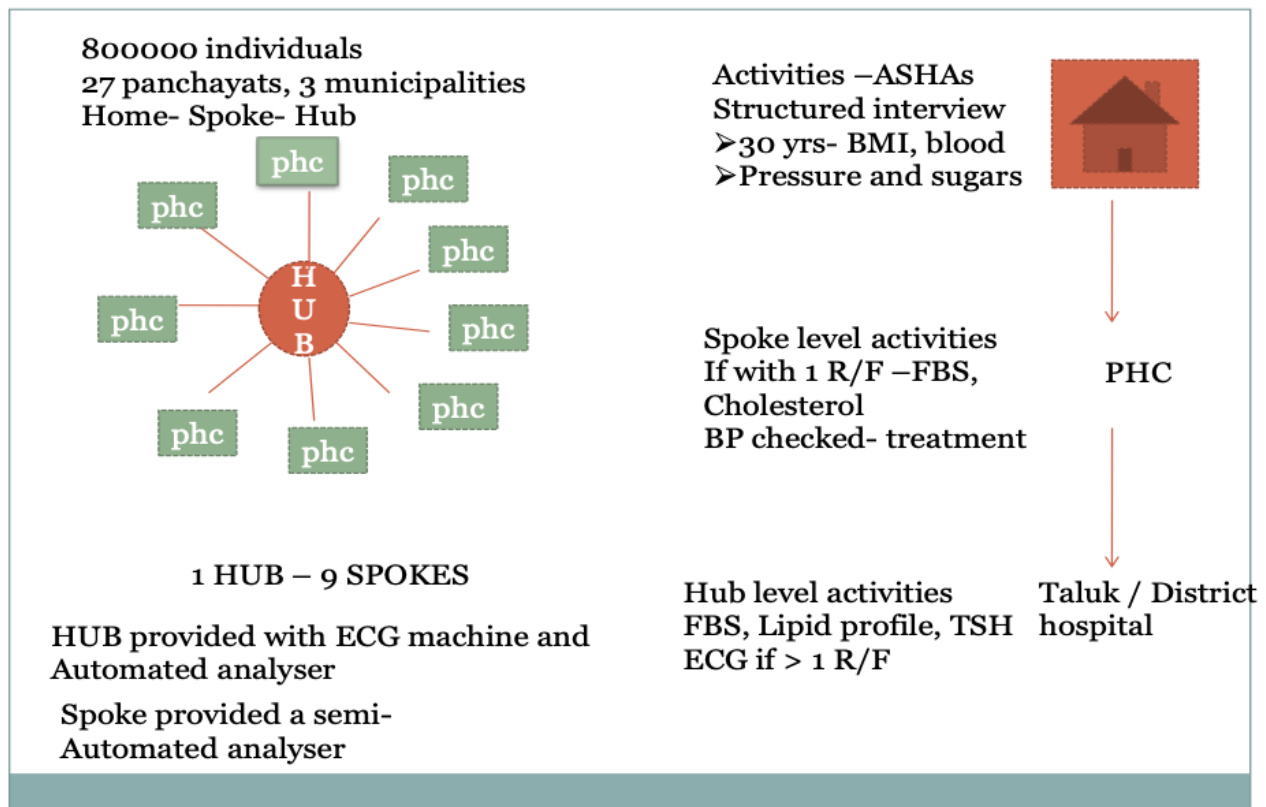 800000 individuals
27 panchayats, 3 municipalities
Home- Spoke- Hub
phc
phc
phc
phc
phc
phc
phc
phc
phc
H
U
B
1 HUB – 9 SPOKES
HUB provided with ECG machine and
Automated analyser
Spoke provided a semi-
Automated analyser
Activities –ASHAs
Structured interview
➢30 yrs- BMI, blood
➢Pressure and sugars
Spoke level activities
If with 1 R/F –FBS,
Cholesterol
BP checked- treatment
PHC
Hub level activities
FBS, Lipid profile, TSH
ECG if > 1 R/F
Taluk / District
hospital